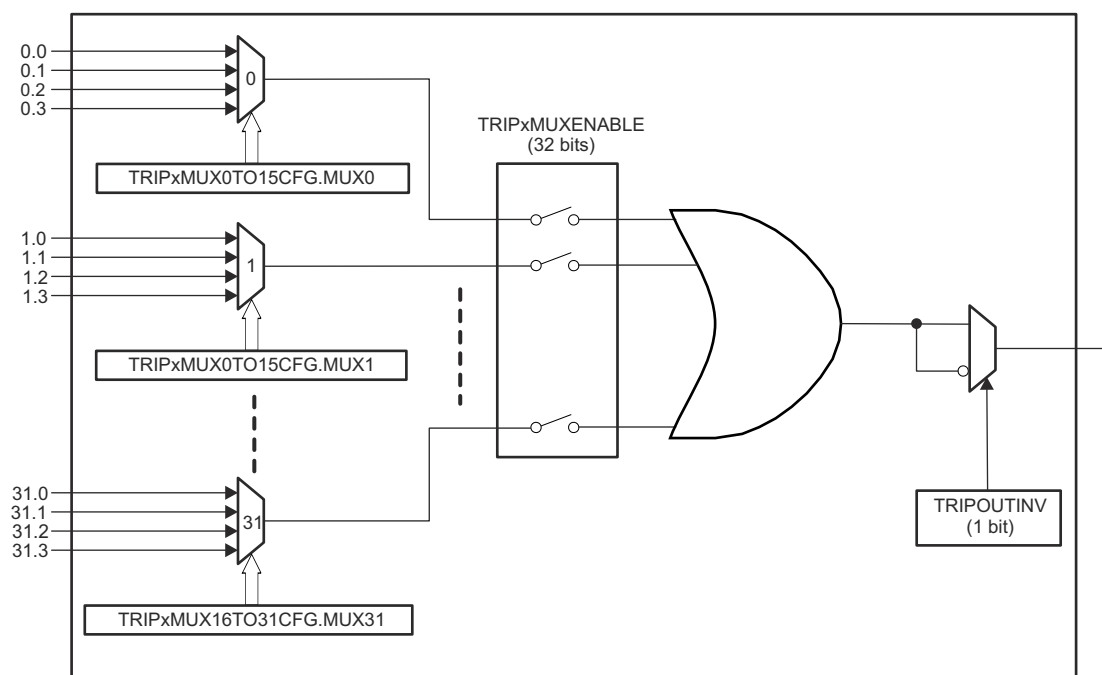 0.0
0.1
0.2
0.3
0
TRIPxMUX0TO15CFG.MUX0
TRIPxMUXENABLE
(32 bits)
1.0
1.1
1.2
1.3
1
TRIPxMUX0TO15CFG.MUX1
31.0
31.1
31.2
31.3
31
TRIPxMUX16TO31CFG.MUX31
TRIPOUTINV
(1 bit)